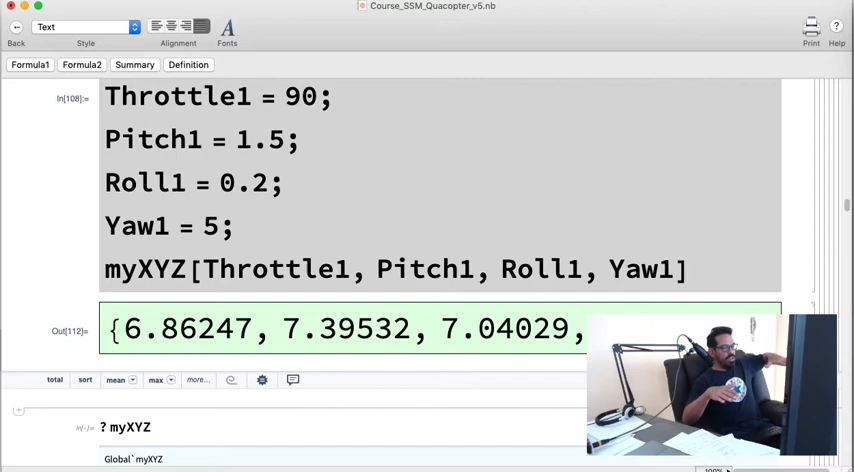 Course_SSM_Quacopter_v5.nb
Text
Back
Style
Alignment
Fonts
Print
Help
Formula1
Formula2
Summary
Definition
In[108]:=
Throttle1 = 90;
Pitch1 = 1.5;
Roll1 = 0.2;
Yaw1 = 5;
myXYZ[Throttle1, Pitch1, Roll1, Yaw1]
Out[112]=
{6.86247, 7.39532, 7.04029,
total sort mean max more...
In[-]:=
? myXYZ
Global`myXYZ
100%